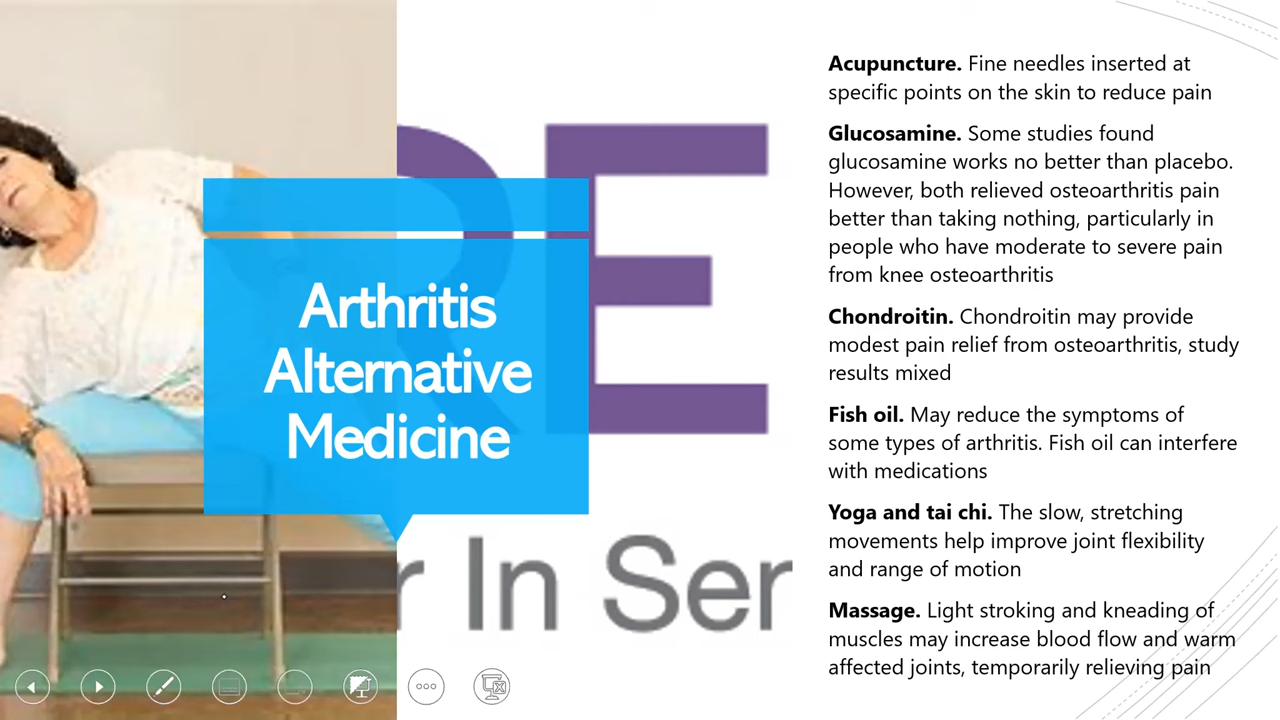 Arthritis
Alternative
Medicine
RE
r In Ser
Acupuncture. Fine needles inserted at
specific points on the skin to reduce pain
Glucosamine. Some studies found
glucosamine works no better than placebo.
However, both relieved osteoarthritis pain
better than taking nothing, particularly in
people who have moderate to severe pain
from knee osteoarthritis
Chondroitin. Chondroitin may provide
modest pain relief from osteoarthritis, study
results mixed
Fish oil. May reduce the symptoms of
some types of arthritis. Fish oil can interfere
with medications
Yoga and tai chi. The slow, stretching
movements help improve joint flexibility
and range of motion
Massage. Light stroking and kneading of
muscles may increase blood flow and warm
affected joints, temporarily relieving pain